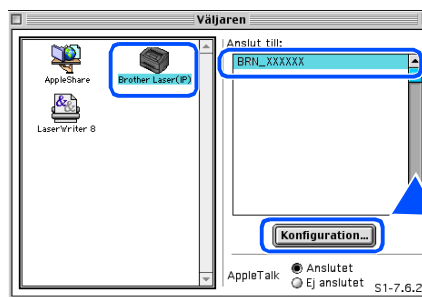 Väljaren
AppleShare
Brother Laser(IP)
LaserWriter 8
Anslut till:
BRN_XXXXXX
Konfiguration...
AppleTalk
Anslutet
Ej anslutet
S1-7.6.2